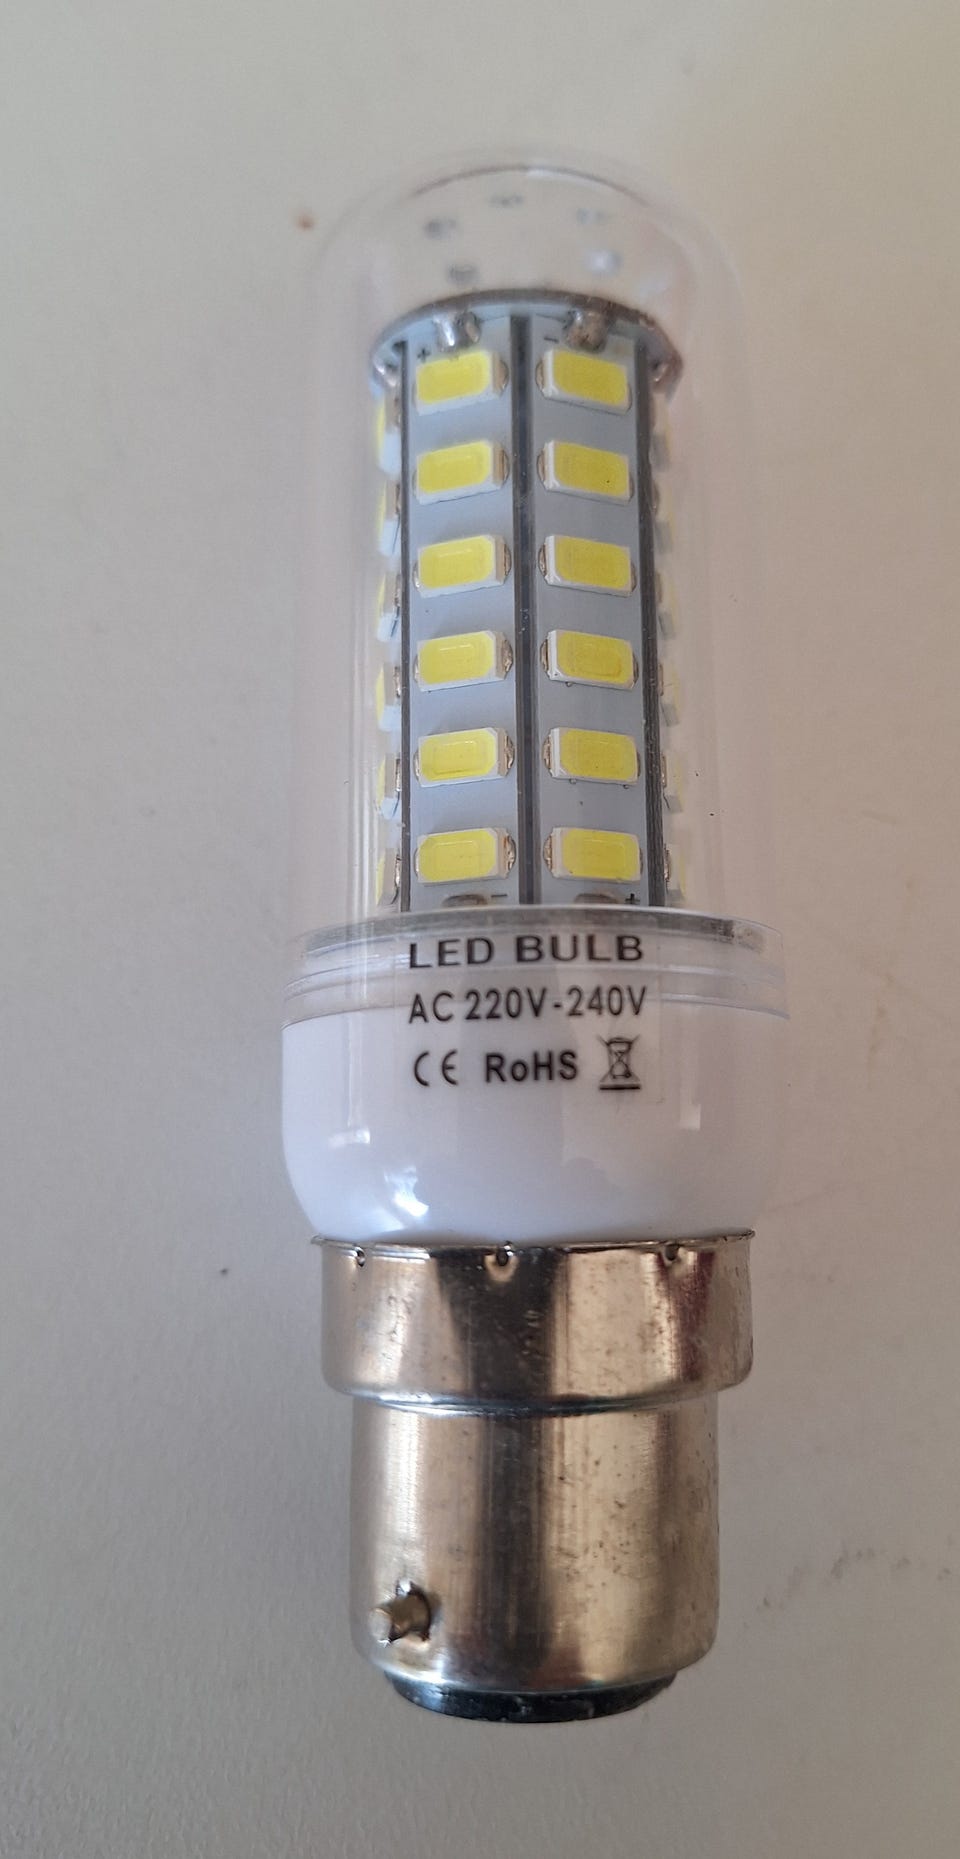 + -
- +
LED BULB
AC 220V-240V
CE RoHS